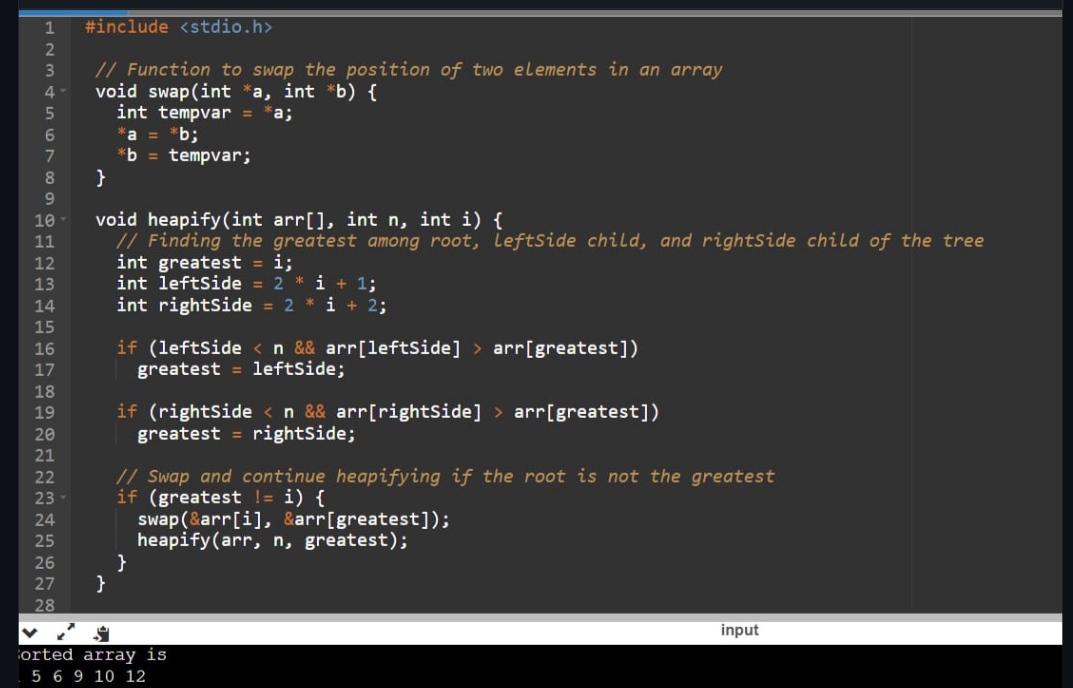 1 #include <stdio.h>
2
3 // Function to swap the position of two elements in an array
4 void swap(int *a, int *b) {
5 int tempvar = *a;
6 *a = *b;
7 *b = tempvar;
8 }
9
10 void heapify(int arr[], int n, int i) {
11 // Finding the greatest among root, leftSide child, and rightSide child of the tree
12 int greatest = i;
13 int leftSide = 2 * i + 1;
14 int rightSide = 2 * i + 2;
15
16 if (leftSide < n && arr[leftSide] > arr[greatest])
17 greatest = leftSide;
18
19 if (rightSide < n && arr[rightSide] > arr[greatest])
20 greatest = rightSide;
21
22 // Swap and continue heapifying if the root is not the greatest
23 if (greatest != i) {
24 swap(&arr[i], &arr[greatest]);
25 heapify(arr, n, greatest);
26 }
27 }
28
input
orted array is
5 6 9 10 12